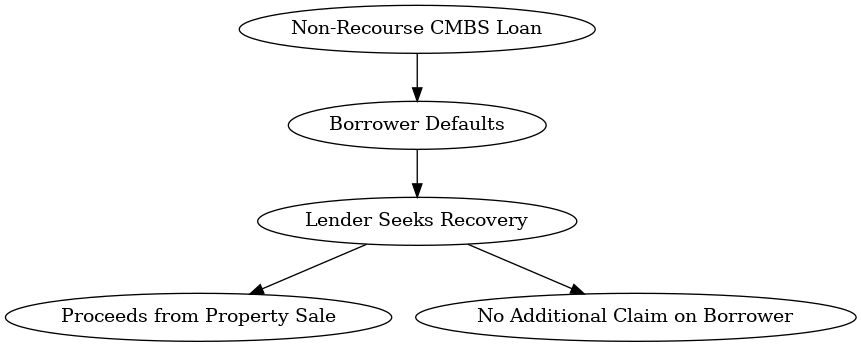 Non-Recourse CMBS Loan
Borrower Defaults
Lender Seeks Recovery
Proceeds from Property Sale
No Additional Claim on Borrower